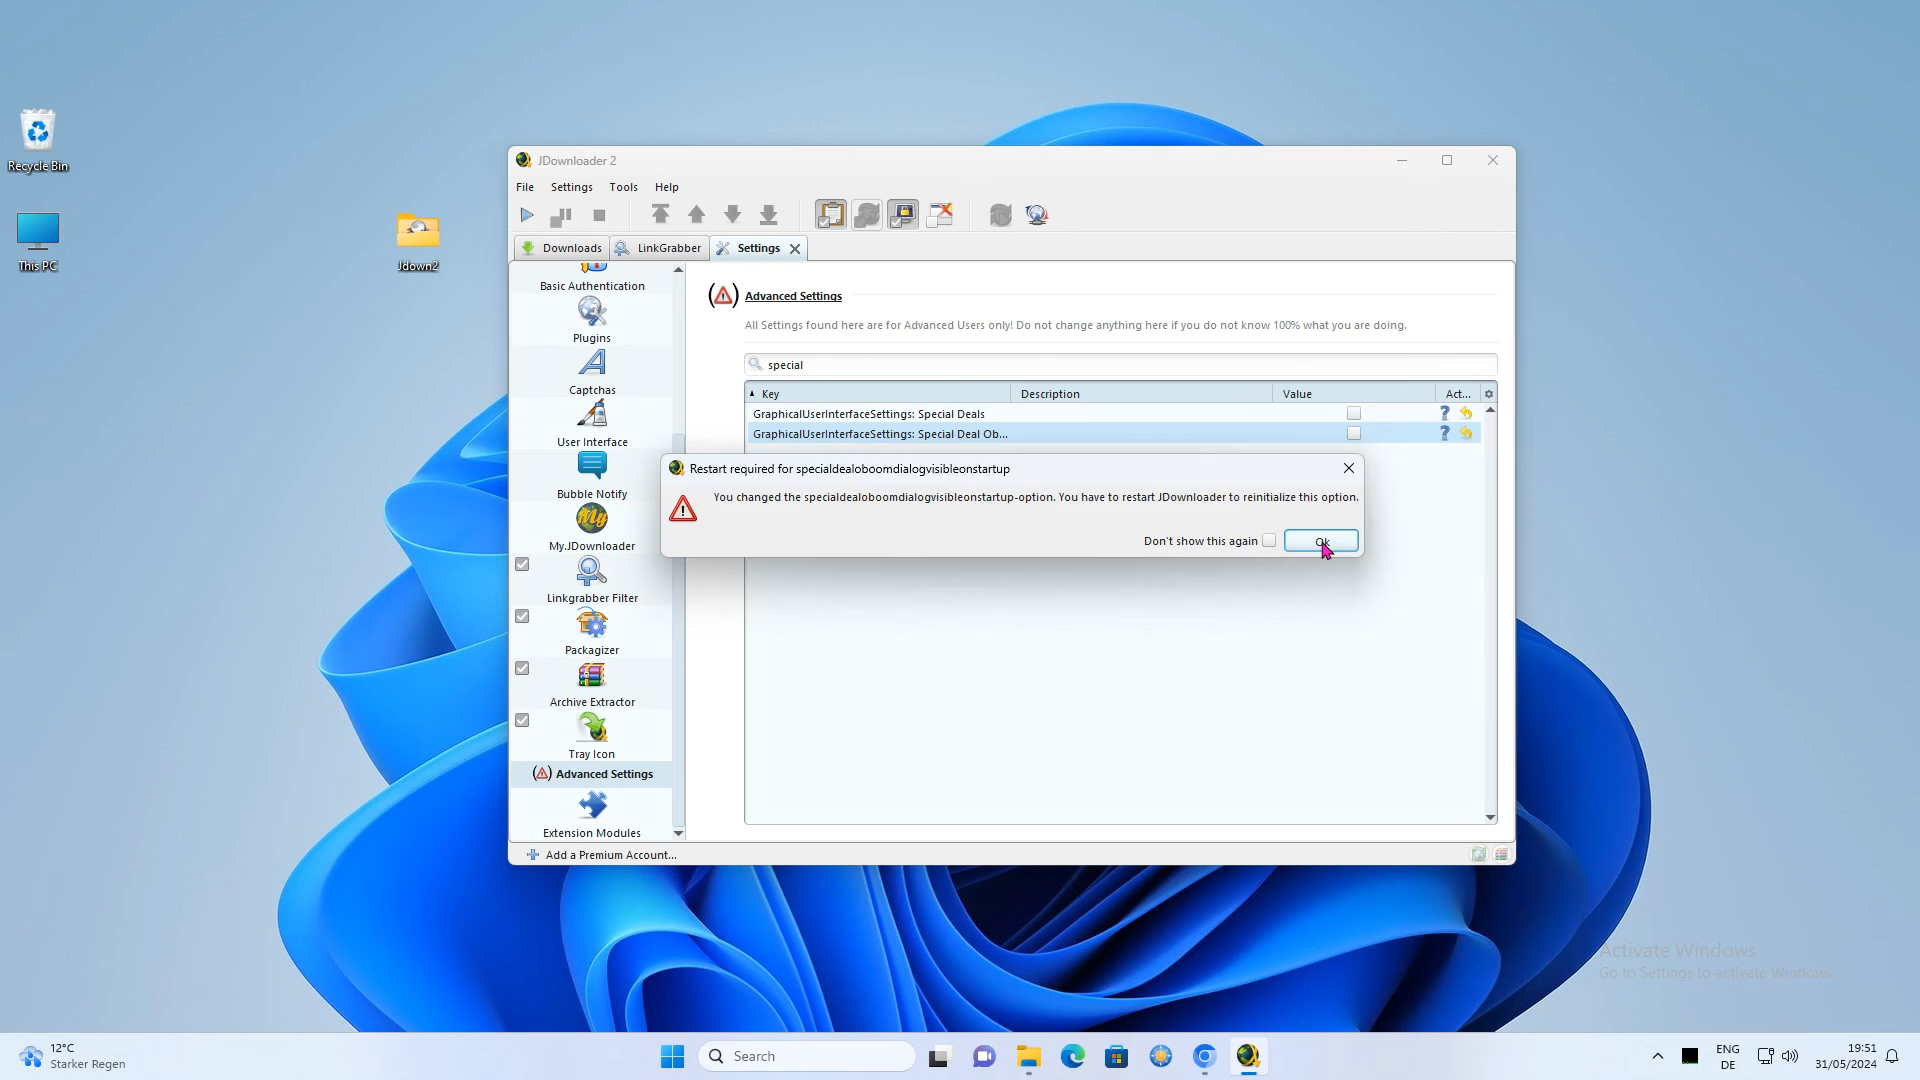 Recycle Bin
This PC
Jdown2
JDownloader 2
File Settings Tools Help
Downloads LinkGrabber Settings
Basic Authentication
Plugins
Captchas
User Interface
Bubble Notify
My
My.JDownloader
Linkgrabber Filter
Packagizer
Archive Extractor
Tray Icon
Advanced Settings
Extension Modules
Advanced Settings
All Settings found here are for Advanced Users only! Do not change anything here if you do not know 100% what you are doing.
special
Key Description Value Act...
GraphicalUserInterfaceSettings: Special Deals
GraphicalUserInterfaceSettings: Special Deal Ob...
Restart required for specialdealoboomdialogvisibleonstartup
You changed the specialdealoboomdialogvisibleonstartup-option. You have to restart JDownloader to reinitialize this option.
Don't show this again Ok
Add a Premium Account...
Activate Windows
Go to Settings to activate Windows.
12°C
Starker Regen
Search
ENG
DE
19:51
31/05/2024